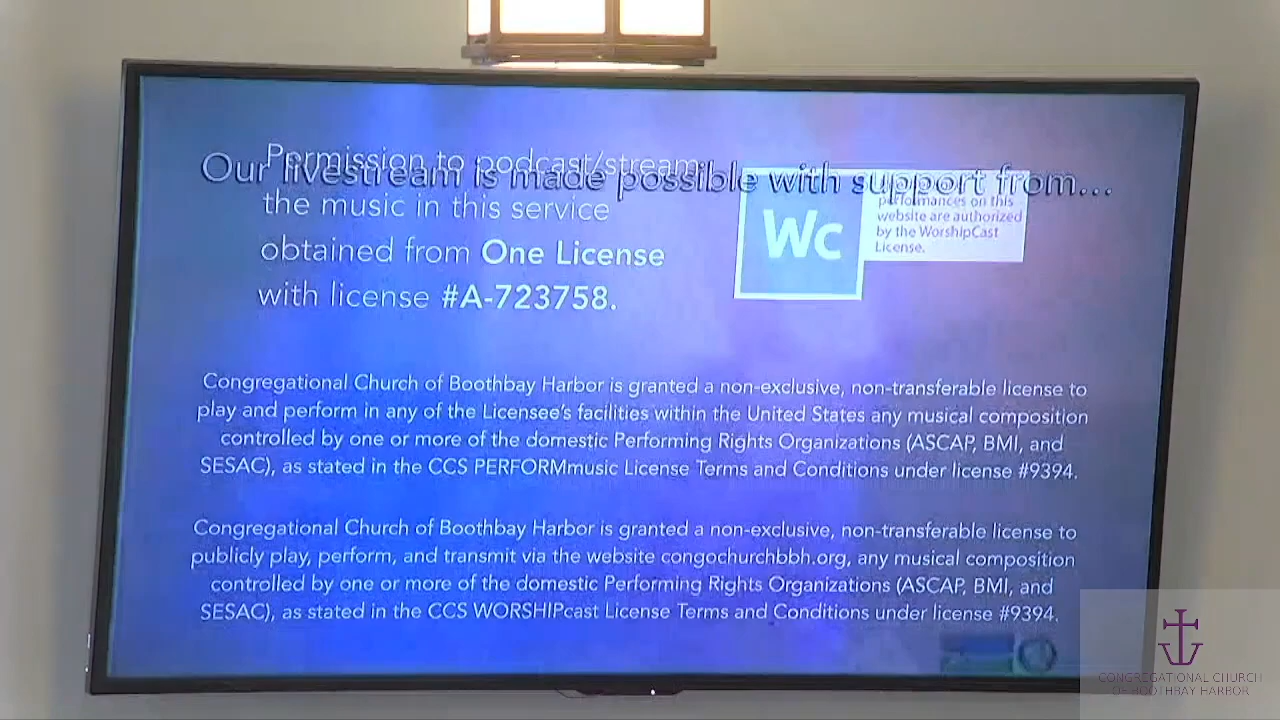 Our livestream is made possible with support from...
Permission to podcast/stream
the music in this service
obtained from One License
with license #A-723758.
Wc
performances on this
website are authorized
by the WorshipCast
License.
Congregational Church of Boothbay Harbor is granted a non-exclusive, non-transferable license to
play and perform in any of the Licensee's facilities within the United States any musical composition
controlled by one or more of the domestic Performing Rights Organizations (ASCAP, BMI, and
SESAC), as stated in the CCS PERFORMmusic License Terms and Conditions under license #9394.
Congregational Church of Boothbay Harbor is granted a non-exclusive, non-transferable license to
publicly play, perform, and transmit via the website congochurchbbh.org, any musical composition
controlled by one or more of the domestic Performing Rights Organizations (ASCAP, BMI, and
SESAC), as stated in the CCS WORSHIPcast License Terms and Conditions under license #9394.
CONGREGATIONAL CHURCH
OF BOOTHBAY HARBOR